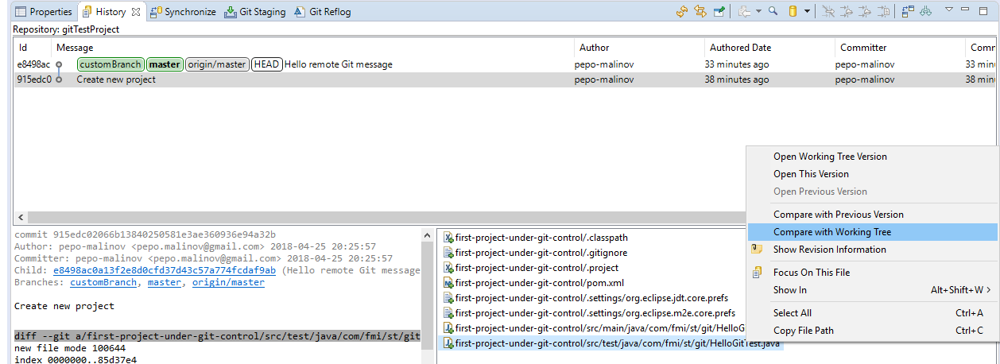 Properties History Synchronize Git Staging Git Reflog
Repository: gitTestProject
Id Message Author Authored Date Committer Comm
e8498ac customBranch master origin/master HEAD Hello remote Git message pepo-malinov 33 minutes ago pepo-malinov 33 min
915edc0 Create new project pepo-malinov 38 minutes ago pepo-malinov 38 min
Open Working Tree Version
Open This Version
Open Previous Version
Compare with Previous Version
Compare with Working Tree
Show Revision Information
Focus On This File
Show In Alt+Shift+W >
Select All Ctrl+A
Copy File Path Ctrl+C
commit 915edc02066b13840250581e3ae360936e94a32b
Author: pepo-malinov <pepo.malinov@gmail.com> 2018-04-25 20:25:57
Committer: pepo-malinov <pepo.malinov@gmail.com> 2018-04-25 20:25:57
Child: e8498ac0a13f2e8d0cfd37d43c57a774fcdaf9ab (Hello remote Git message
Branches: customBranch, master, origin/master
Create new project
diff --git a/first-project-under-git-control/src/test/java/com/fmi/st/git
new file mode 100644
index 0000000..85d37e4
first-project-under-git-control/.classpath
first-project-under-git-control/.gitignore
first-project-under-git-control/.project
first-project-under-git-control/pom.xml
first-project-under-git-control/.settings/org.eclipse.jdt.core.prefs
first-project-under-git-control/.settings/org.eclipse.m2e.core.prefs
first-project-under-git-control/src/main/java/com/fmi/st/git/HelloG
first-project-under-git-control/src/test/java/com/fmi/st/git/HelloGitTest.java